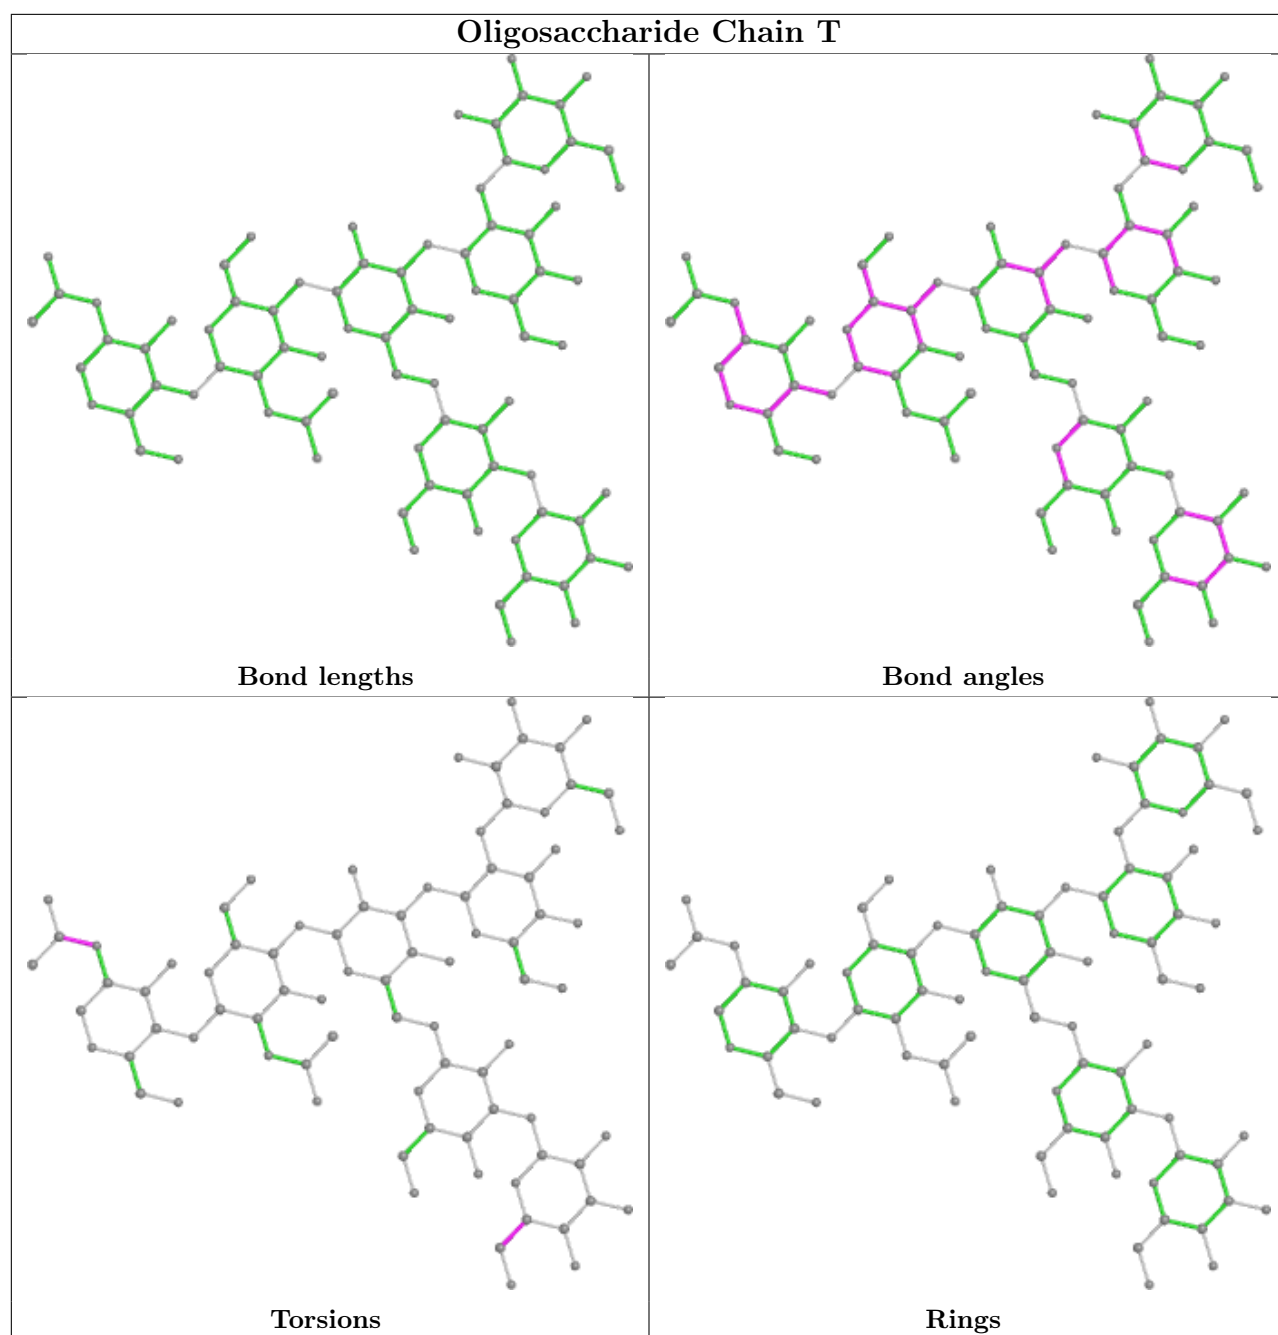 Oligosaccharide Chain T
Bond lengths
Bond angles
Torsions
Rings